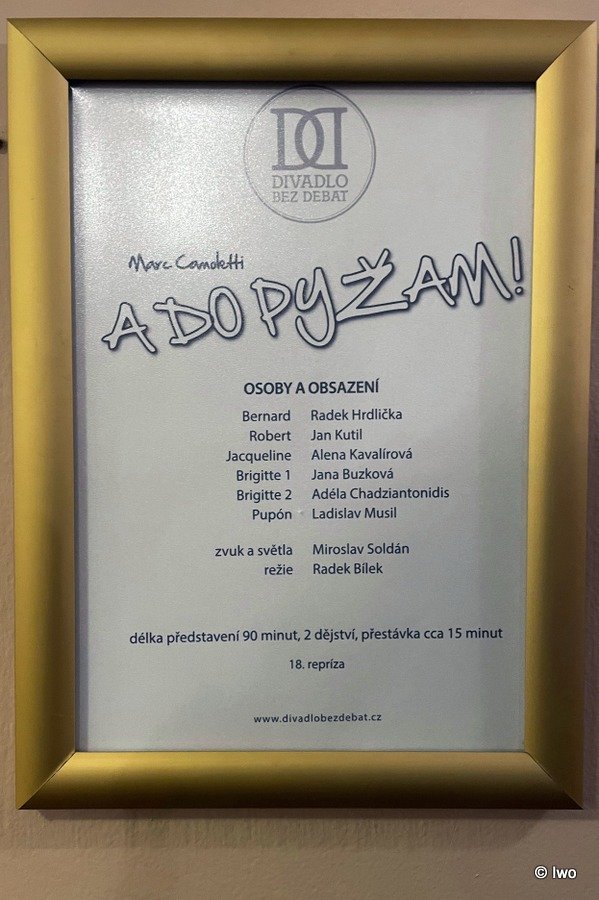 DIVADLO
BEZ DEBAT
Marc Camoletti
A DO PYŽAM!
OSOBY A OBSAZENÍ
Bernard Radek Hrdlička
Robert Jan Kutil
Jacqueline Alena Kavalírová
Brigitte 1 Jana Buzková
Brigitte 2 Adéla Chadziantonidis
Pupón Ladislav Musil
zvuk a světla Miroslav Soldán
režie Radek Bílek
délka představení 90 minut, 2 dějství, přestávka cca 15 minut
18. repríza
www.divadlobezdebat.cz
© Iwo